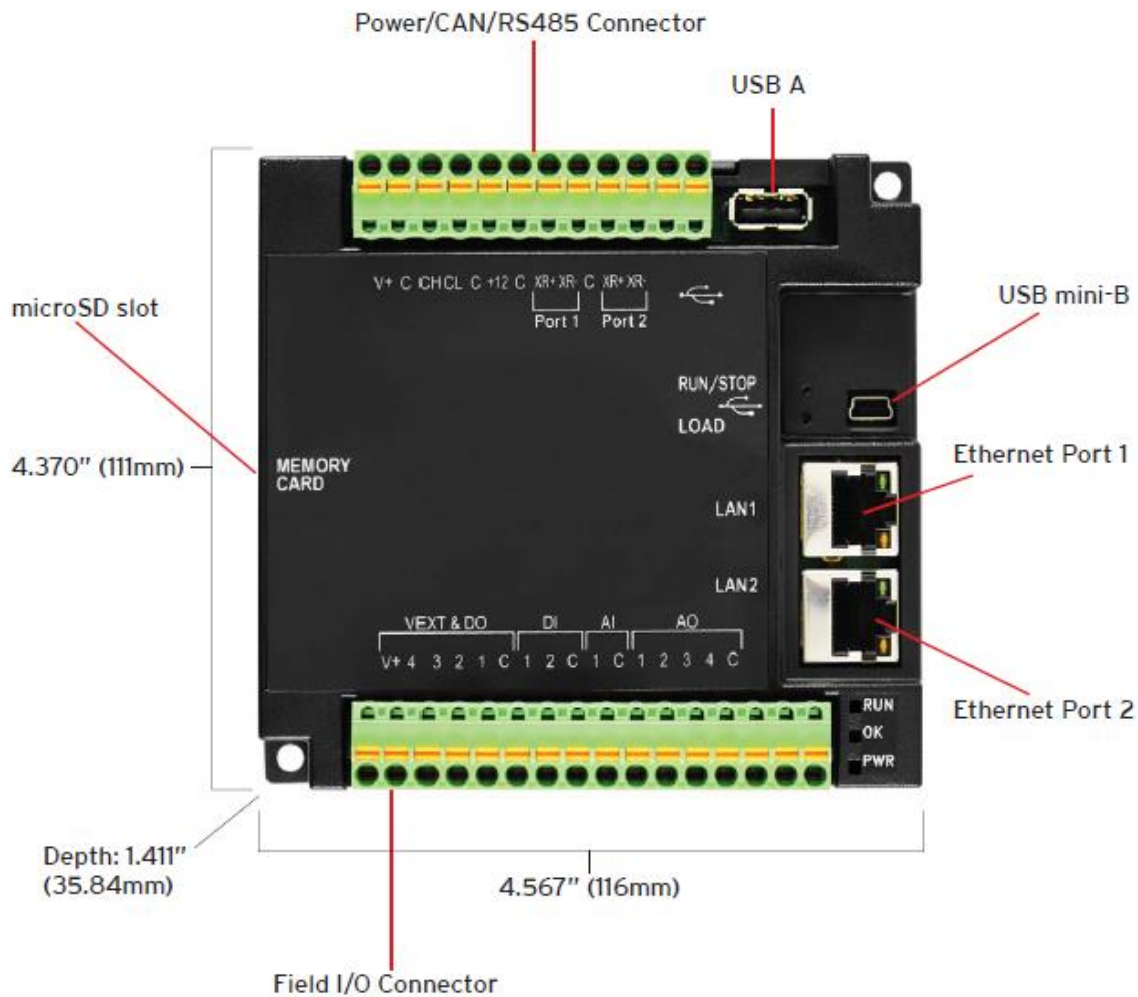 Power/CAN/RS485 Connector
USB A
V+ C CH CL C +12 C XR+ XR- C XR+ XR-
Port 1 Port 2
microSD slot
USB mini-B
RUN/STOP
LOAD
4.370" (111mm)
MEMORY
CARD
Ethernet Port 1
LAN1
LAN2
VEXT & DO DI AI AO
V+ 4 3 2 1 C 1 2 C 1 C 1 2 3 4 C
RUN
OK
PWR
Ethernet Port 2
Depth: 1.411"
(35.84mm)
4.567" (116mm)
Field I/O Connector